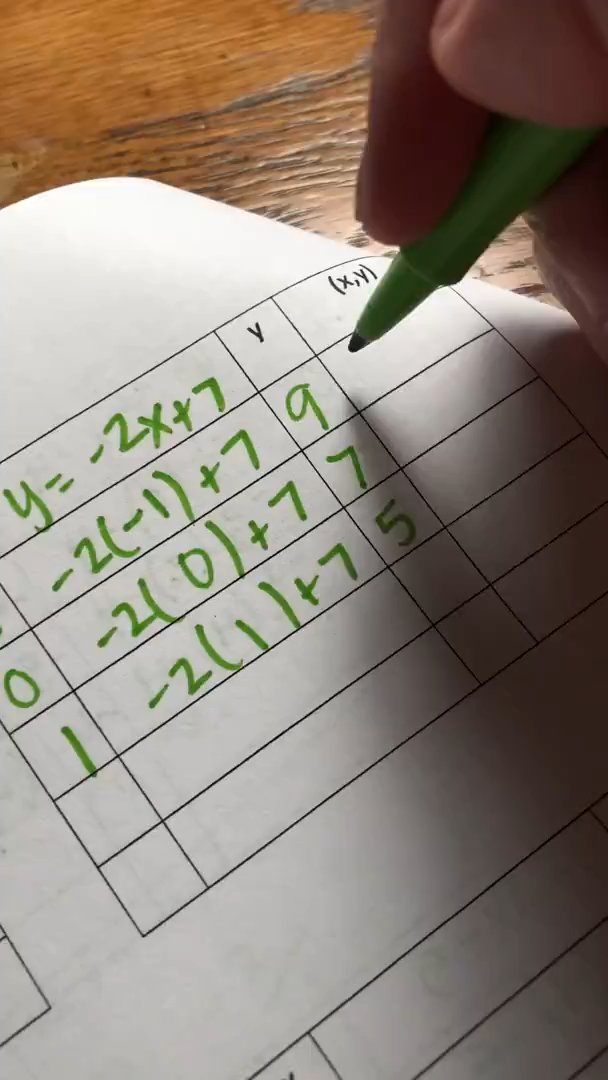 y (x,y)
y= -2x+7
-2(-1)+7 9
0 -2(0)+7 7
1 -2(1)+7 5